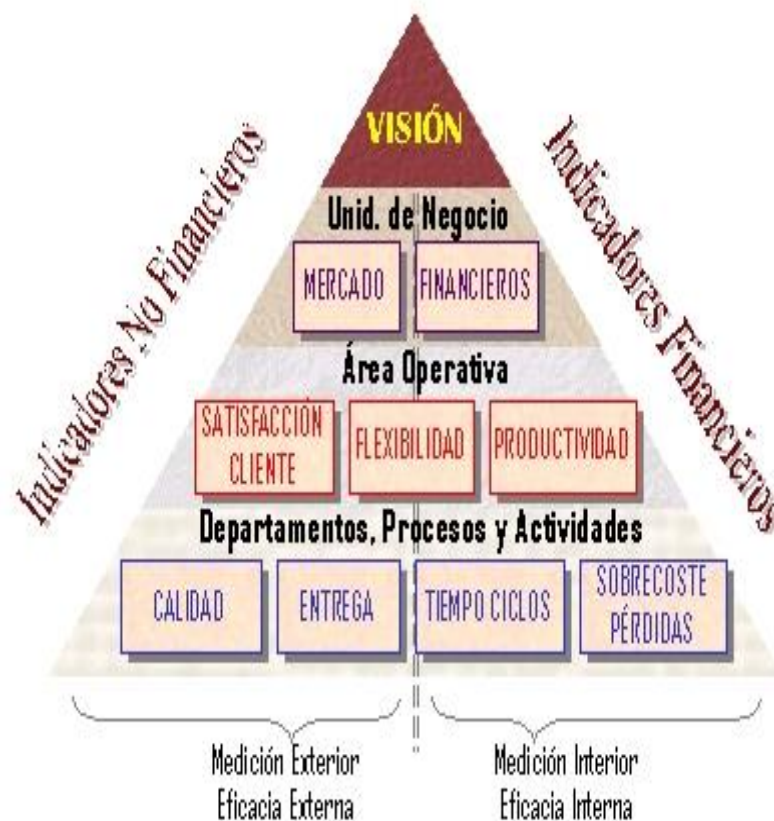 VISIÓN
Indicadores No Financieros
Indicadores Financieros
Unid. de Negocio
MERCADO
FINANCIEROS
Área Operativa
SATISFACCIÓN
CLIENTE
FLEXIBILIDAD
PRODUCTIVIDAD
Departamentos, Procesos y Actividades
CALIDAD
ENTREGA
TIEMPO CICLOS
SOBRECOSTE
PÉRDIDAS
Medición Exterior
Eficacia Externa
Medición Interior
Eficacia Interna